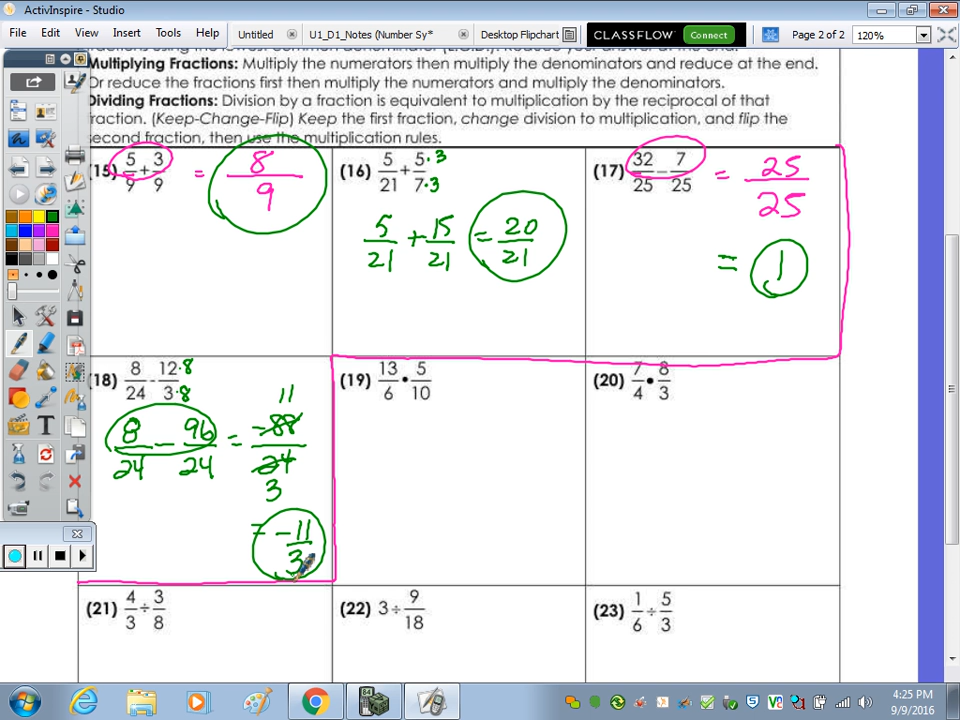 ActivInspire - Studio
File Edit View Insert Tools Help
Untitled
U1_D1_Notes (Number Sy*
Desktop Flipchart
CLASSFLOW Connect
Page 2 of 2 120%
Multiplying Fractions: Multiply the numerators then multiply the denominators and reduce at the end.
Or reduce the fractions first then multiply the numerators and multiply the denominators.
Dividing Fractions: Division by a fraction is equivalent to multiplication by the reciprocal of that
fraction. (Keep-Change-Flip) Keep the first fraction, change division to multiplication, and flip the
second fraction, then use the multiplication rules.
(15) 5/9 + 3/9 = 8/9
(16) 5/21 + 5/7 •3 •3
5/21 + 15/21 = 20/21
(17) 32/25 − 7/25 = 25/25
= 1
(18) 8/24 - 12/3 •8 •8
11
8/24 − 96/24 = -88/24
3
= -11/3
(19) 13/6 • 5/10
(20) 7/4 • 8/3
(21) 4/3 ÷ 3/8
(22) 3 ÷ 9/18
(23) 1/6 ÷ 5/3
4:25 PM
9/9/2016